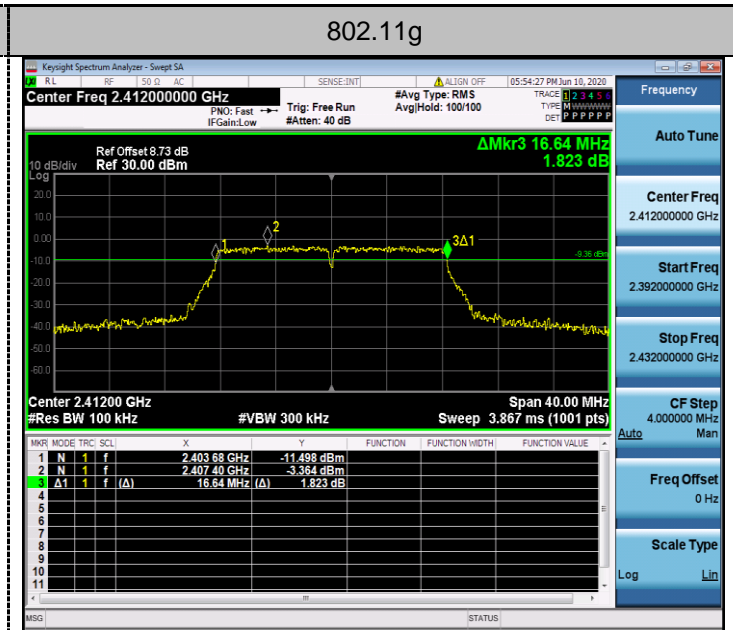 802.11g
Keysight Spectrum Analyzer - Swept SA
LXI RL RF 50 Ω AC SENSE:INT ALIGN OFF 05:54:27 PM Jun 10, 2020
Center Freq 2.412000000 GHz
PNO: Fast
IFGain:Low
Trig: Free Run
#Atten: 40 dB
#Avg Type: RMS
Avg|Hold: 100/100
TRACE 1 2 3 4 5 6
TYPE M WWWWW
DET P P P P P P
Ref Offset 8.73 dB
10 dB/div Ref 30.00 dBm
Log
ΔMkr3 16.64 MHz
1.823 dB
20.0
10.0
0.00
-10.0
-20.0
-30.0
-40.0
-50.0
-60.0
1
2
3Δ1
-9.36 dBm
Center 2.41200 GHz Span 40.00 MHz
#Res BW 100 kHz #VBW 300 kHz Sweep 3.867 ms (1001 pts)
MKR MODE TRC SCL X Y FUNCTION FUNCTION WIDTH FUNCTION VALUE
1 N 1 f 2.403 68 GHz -11.498 dBm
2 N 1 f 2.407 40 GHz -3.364 dBm
3 Δ1 1 f (Δ) 16.64 MHz (Δ) 1.823 dB
4
5
6
7
8
9
10
11
MSG STATUS
Frequency
Auto Tune
Center Freq
2.412000000 GHz
Start Freq
2.392000000 GHz
Stop Freq
2.432000000 GHz
CF Step
4.000000 MHz
Auto Man
Freq Offset
0 Hz
Scale Type
Log Lin